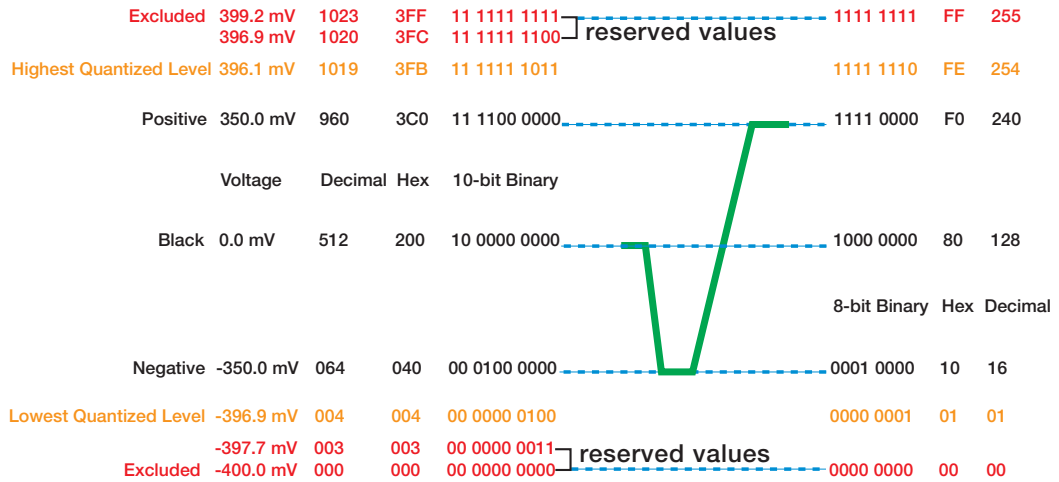 Excluded 399.2 mV 1023 3FF 11 1111 1111 1111 1111 FF 255
396.9 mV 1020 3FC 11 1111 1100 reserved values
Highest Quantized Level 396.1 mV 1019 3FB 11 1111 1011 1111 1110 FE 254
Positive 350.0 mV 960 3C0 11 1100 0000 1111 0000 F0 240
Voltage Decimal Hex 10-bit Binary
Black 0.0 mV 512 200 10 0000 0000 1000 0000 80 128
8-bit Binary Hex Decimal
Negative -350.0 mV 064 040 00 0100 0000 0001 0000 10 16
Lowest Quantized Level -396.9 mV 004 004 00 0000 0100 0000 0001 01 01
-397.7 mV 003 003 00 0000 0011 reserved values
Excluded -400.0 mV 000 000 00 0000 0000 0000 0000 00 00